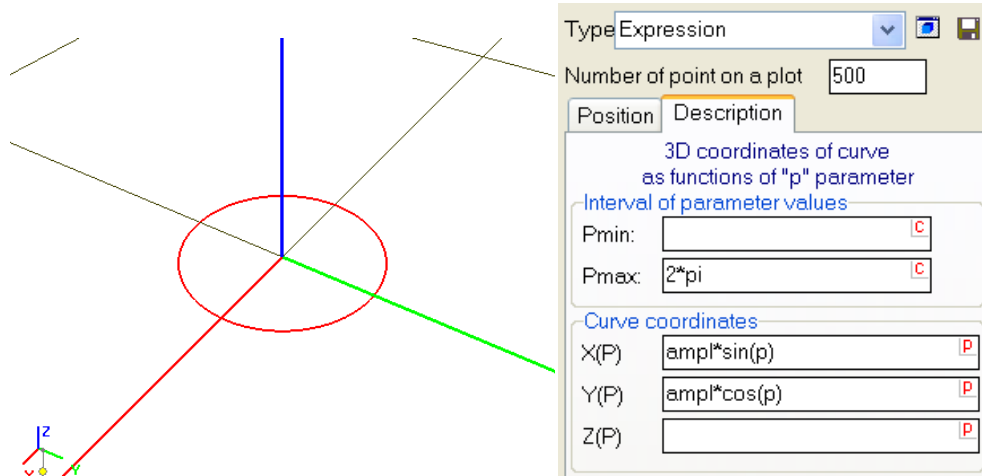 Z
X
Y
Type Expression
Number of point on a plot 500
Position Description
3D coordinates of curve
as functions of "p" parameter
Interval of parameter values
Pmin: C
Pmax: 2*pi C
Curve coordinates
X(P) ampl*sin(p) P
Y(P) ampl*cos(p) P
Z(P) P